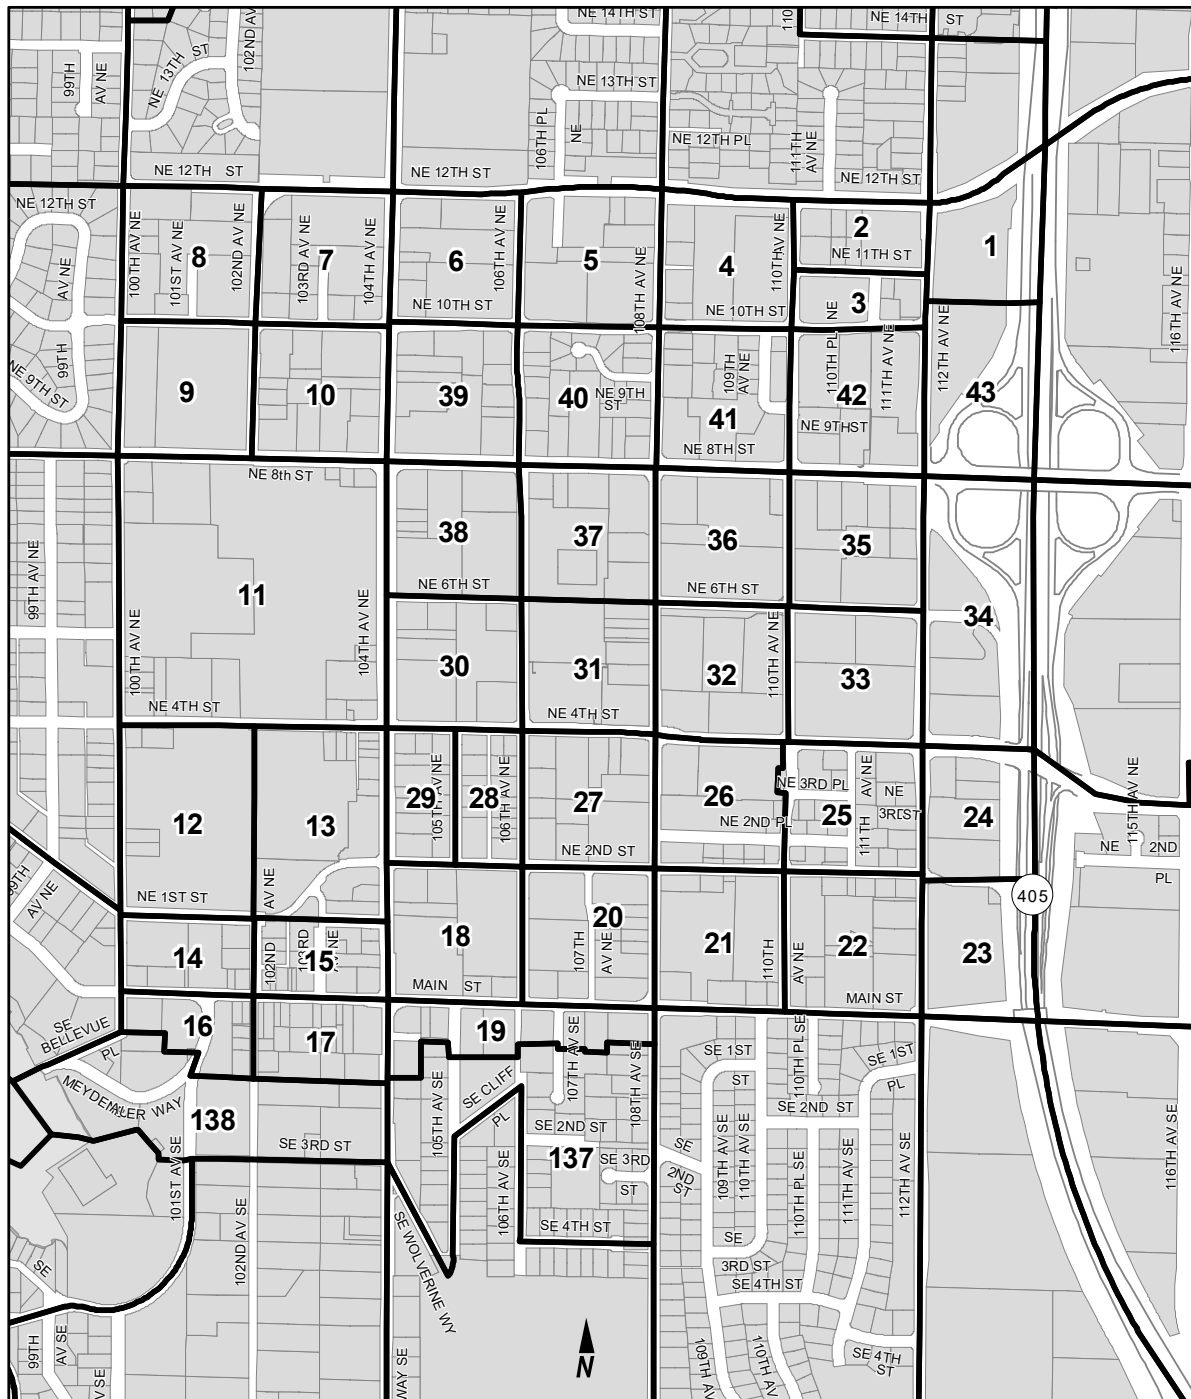 NE 14TH ST
NE 14TH ST
110
NE 13TH ST
102ND AV
99TH
AV NE
NE 13TH ST
106TH PL
NE
NE 12TH PL
111TH
AV NE
NE 12TH ST
NE 12TH ST
NE 12TH ST
NE 12TH ST
100TH AV NE
101ST AV NE
8
102ND AV NE
103RD AV NE
7
104TH AV NE
6
106TH AV NE
NE 10TH ST
5
108TH AV NE
4
NE 10TH ST
110TH AV NE
2
NE 11TH ST
3
1
116TH AV NE
AV NE
99TH
NE 9TH ST
9
10
39
40
NE 9TH
ST
109TH
AV NE
41
NE 8TH ST
110TH PL NE
42
NE 9TH ST
111TH AV NE
112TH AV NE
43
NE 8th ST
99TH AV NE
11
100TH AV NE
104TH AV NE
NE 4TH ST
38
NE 6TH ST
37
36
NE 6TH ST
35
34
30
31
NE 4TH ST
32
110TH AV NE
33
12
NE 1ST ST
13
AV NE
102ND
29
105TH AV NE
28
106TH AV NE
27
NE 2ND ST
26
NE 2ND PL
NE 3RD PL
25
111TH
AV NE
NE
3RD ST
24
115TH AV NE
NE 2ND
PL
405
99TH
AV NE
14
103RD
AV NE
15
18
MAIN ST
107TH
AV NE
20
21
110TH
AV NE
22
MAIN ST
23
SE
BELLEVUE
PL
16
17
19
107TH AV SE
108TH AV SE
SE 1ST
ST
110TH PL SE
SE 1ST
PL
MEYDENBAUER WAY
138
105TH AV SE
SE CLIFF
PL
SE 2ND ST
SE 2ND ST
SE 3RD ST
101ST AV SE
102ND AV SE
106TH AV SE
137
SE 3RD
ST
SE
2ND
ST
109TH AV SE
110TH AV SE
110TH PL SE
111TH AV SE
112TH AV SE
116TH AV SE
SE 4TH ST
SE WOLVERINE WY
SE
3RD ST
SE 4TH ST
SE
99TH
AV SE
V SE
WAY SE
N
109TH AV
110TH AV
SE 4TH
ST